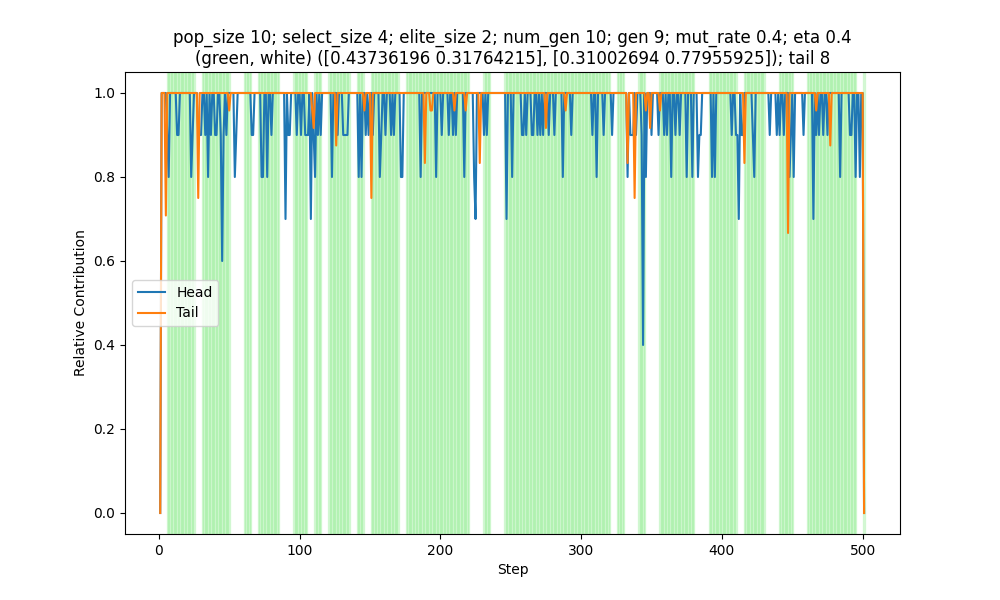 pop_size 10; select_size 4; elite_size 2; num_gen 10; gen 9; mut_rate 0.4; eta 0.4
(green, white) ([0.43736196 0.31764215], [0.31002694 0.77955925]); tail 8
1.0
0.8
0.6
0.4
0.2
0.0
Relative Contribution
Head
Tail
0
100
200
300
400
500
Step